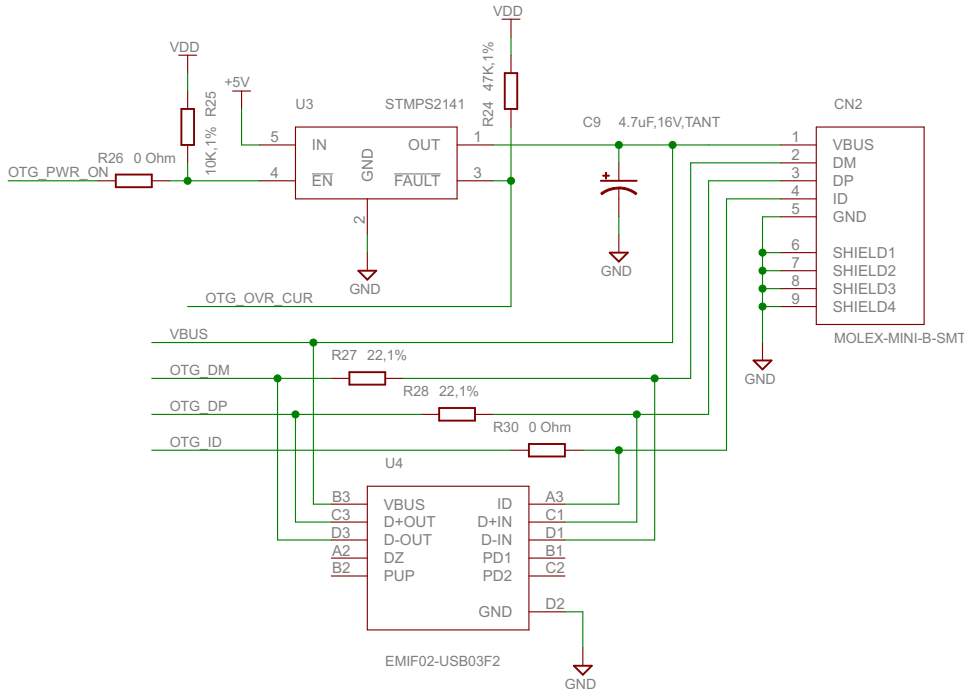 VDD
VDD
+5V
R25
10K,1%
R24 47K,1%
U3
STMPS2141
C9 4.7uF,16V,TANT
CN2
R26 0 Ohm
OTG_PWR_ON
5
IN
4
EN
GND
2
OUT
1
FAULT
3
+
GND
GND
1 VBUS
2 DM
3 DP
4 ID
5 GND
6 SHIELD1
7 SHIELD2
8 SHIELD3
9 SHIELD4
MOLEX-MINI-B-SMT
GND
OTG_OVR_CUR
VBUS
OTG_DM
R27 22,1%
OTG_DP
R28 22,1%
OTG_ID
R30 0 Ohm
U4
B3 VBUS ID A3
C3 D+OUT D+IN C1
D3 D-OUT D-IN D1
A2 DZ PD1 B1
B2 PUP PD2 C2
GND D2
EMIF02-USB03F2
GND